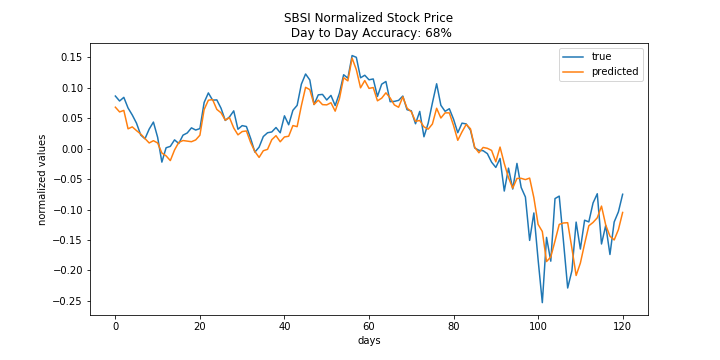 SBSI Normalized Stock Price
Day to Day Accuracy: 68%
true
predicted
normalized values
0.15
0.10
0.05
0.00
−0.05
−0.10
−0.15
−0.20
−0.25
0 20 40 60 80 100 120
days